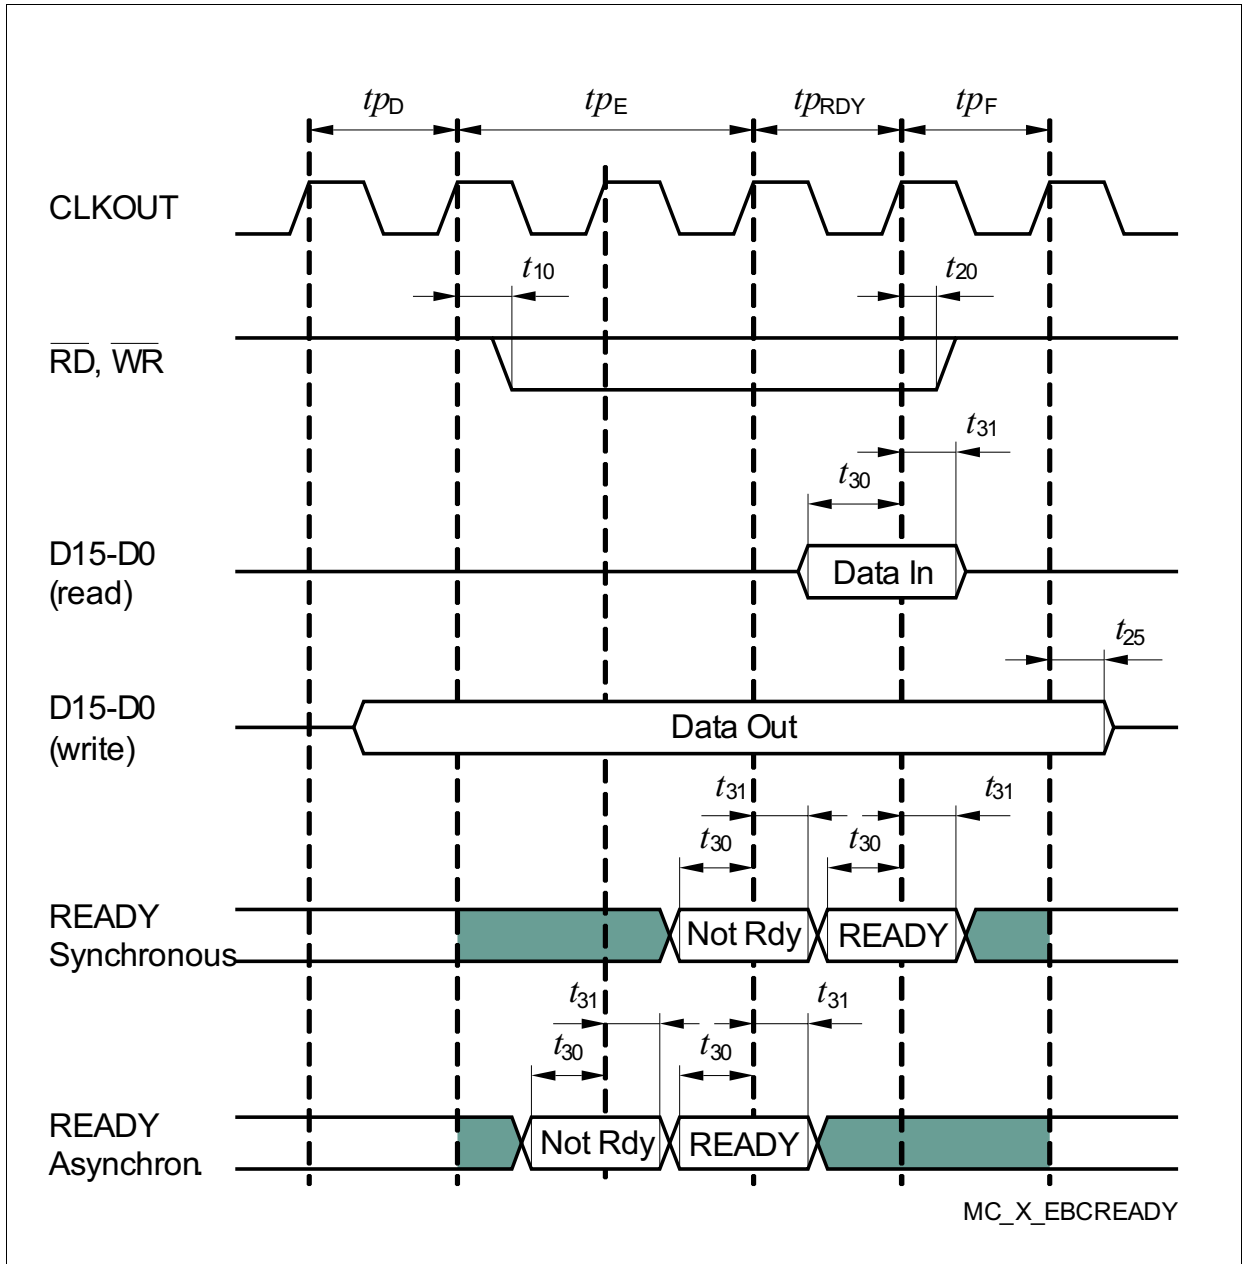 tpD tpE tpRDY tpF
CLKOUT
t10 t20
RD, WR
t31
t30
D15-D0
(read)
Data In
t25
D15-D0
(write)
Data Out
t31 t31
t30 t30
READY
Synchronous
Not Rdy READY
t31 t31
t30 t30
READY
Asynchron.
Not Rdy READY
MC_X_EBCREADY